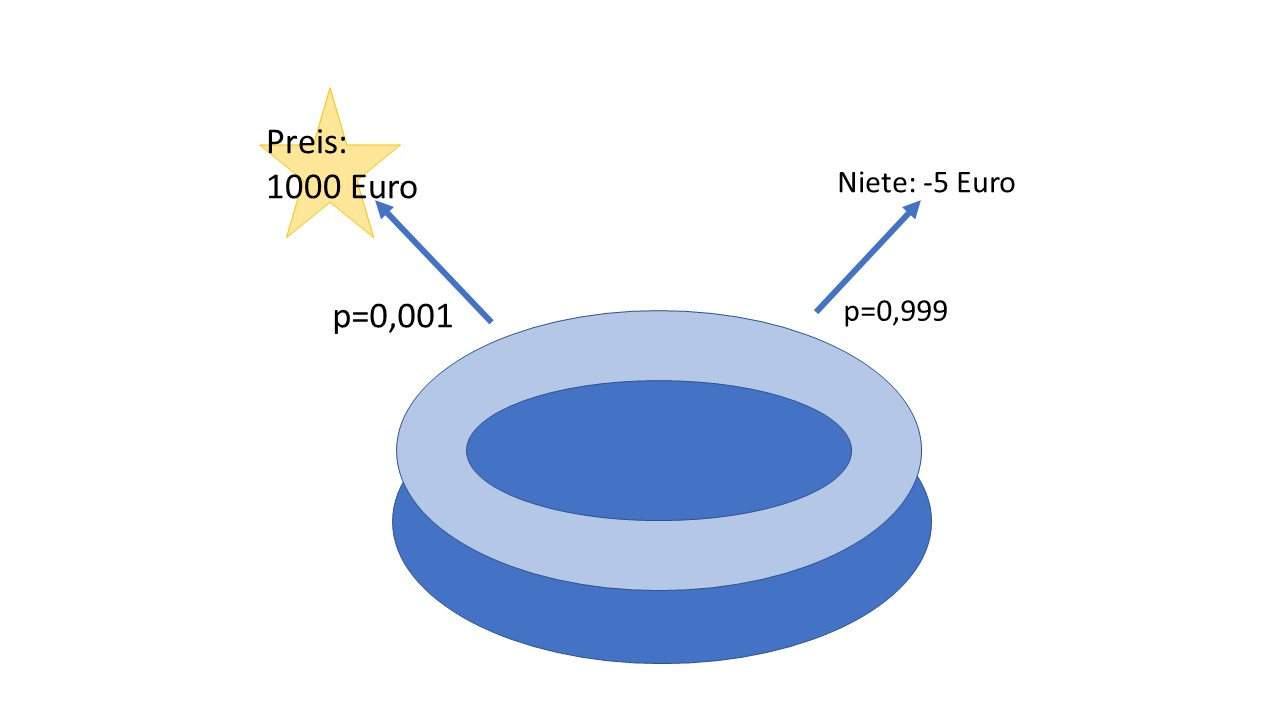 Preis:
1000 Euro
Niete: -5 Euro
p=0,001
p=0,999